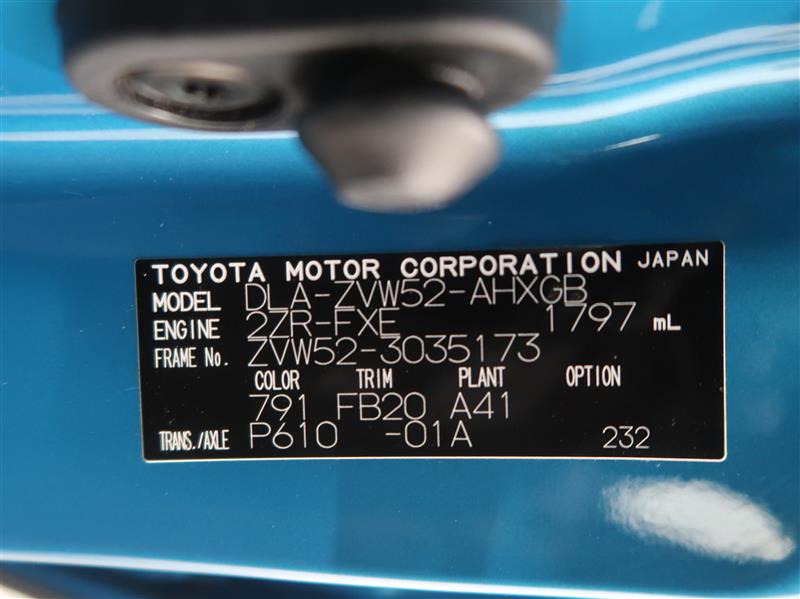 TOYOTA MOTOR CORPORATION JAPAN
MODEL DLA-ZVW52-AHXGB
ENGINE 2ZR-FXE 1797 mL
FRAME No. ZVW52-3035173
COLOR TRIM PLANT OPTION
791 FB20 A41
TRANS./AXLE P610 -01A 232